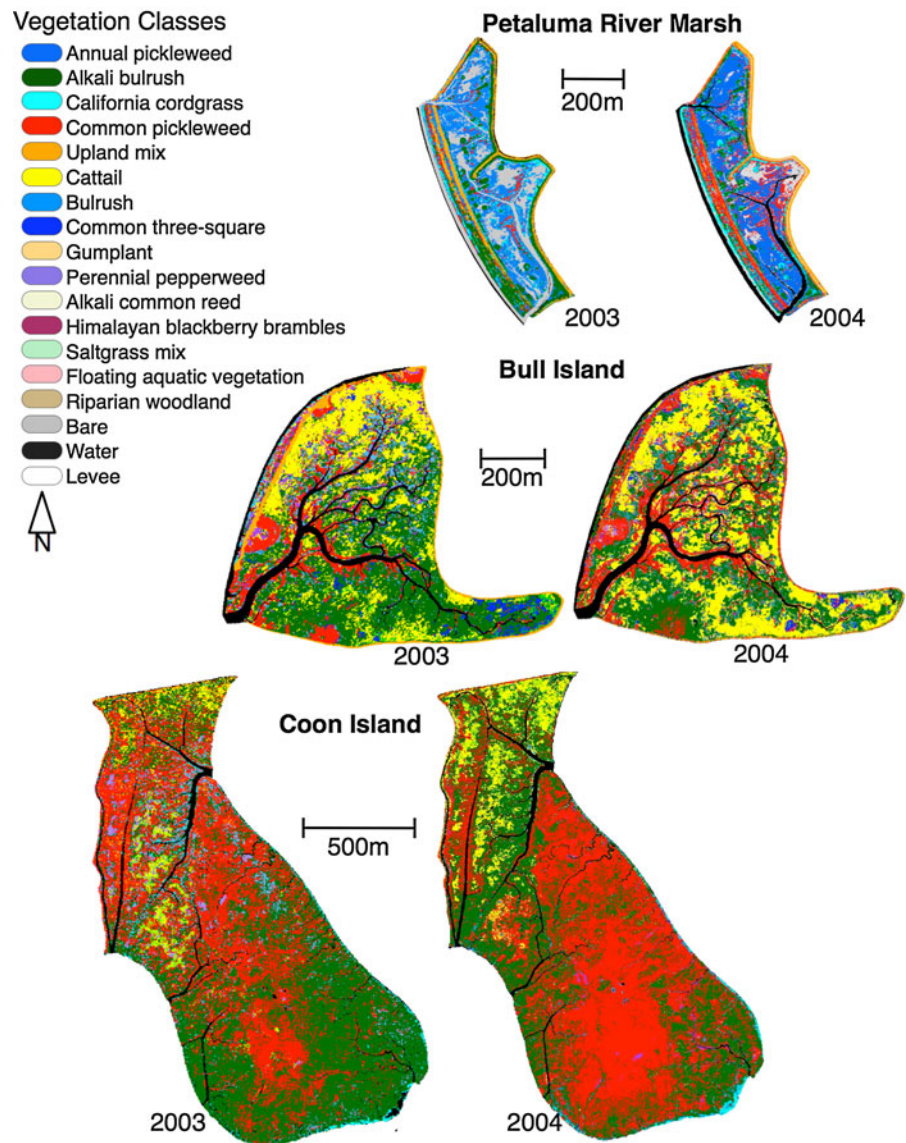 Vegetation Classes
Annual pickleweed
Alkali bulrush
California cordgrass
Common pickleweed
Upland mix
Cattail
Bulrush
Common three-square
Gumplant
Perennial pepperweed
Alkali common reed
Himalayan blackberry brambles
Saltgrass mix
Floating aquatic vegetation
Riparian woodland
Bare
Water
Levee
N
Petaluma River Marsh
200m
2003
2004
Bull Island
200m
2003
2004
Coon Island
500m
2003
2004